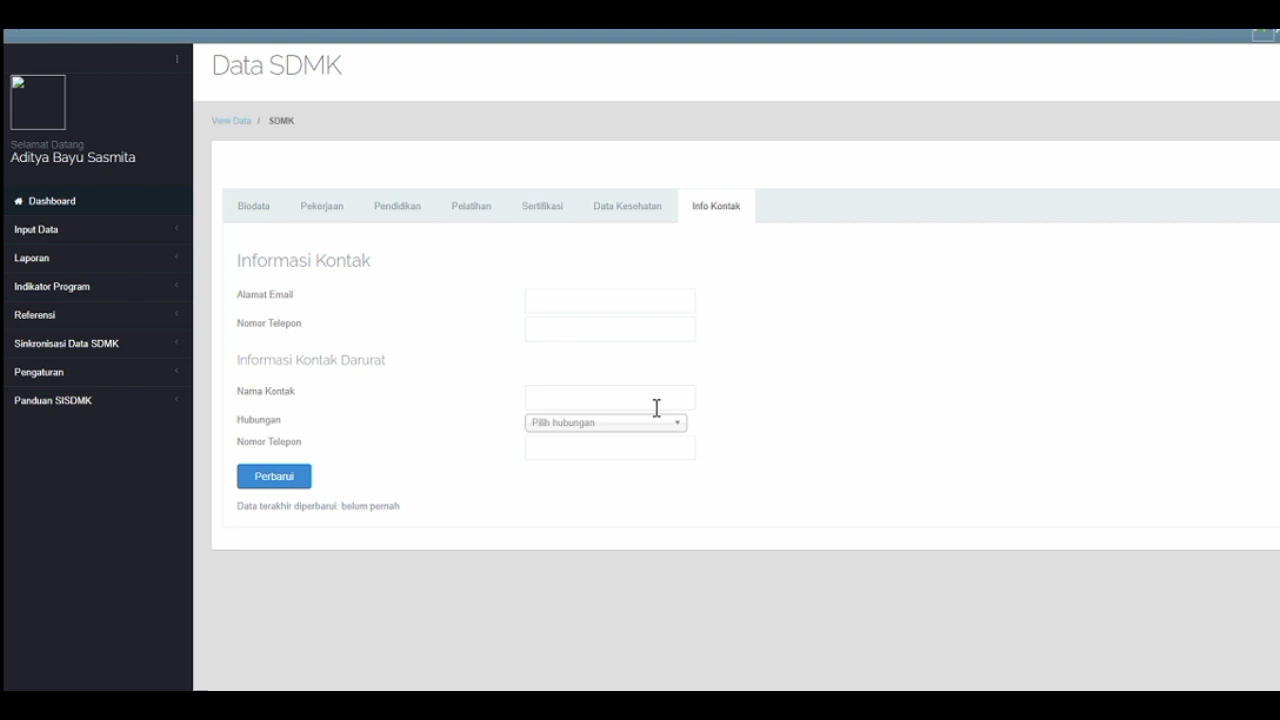 Data SDMK
Selamat Datang
Aditya Bayu Sasmita
View Data / SDMK
Dashboard
Input Data
Laporan
Indikator Program
Referensi
Sinkronisasi Data SDMK
Pengaturan
Panduan SISDMK
Biodata Pekerjaan Pendidikan Pelatihan Sertifikasi Data Kesehatan Info Kontak
Informasi Kontak
Alamat Email
Nomor Telepon
Informasi Kontak Darurat
Nama Kontak
Hubungan Pilih hubungan
Nomor Telepon
Perbarui
Data terakhir diperbarui: belum pernah